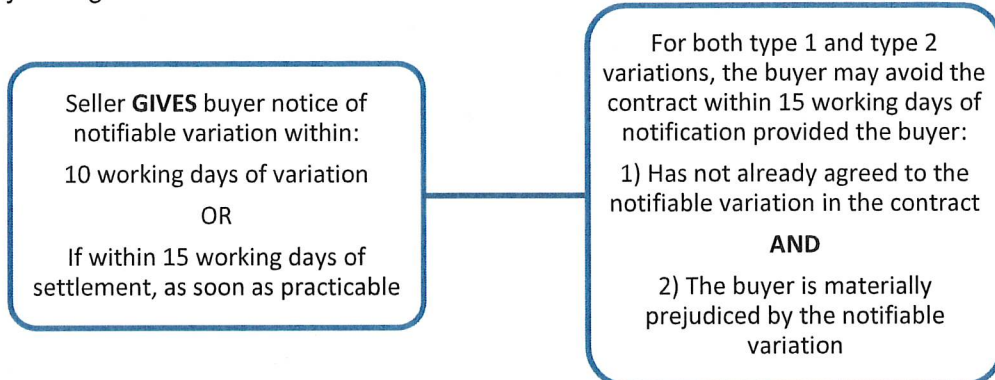 Seller GIVES buyer notice of
notifiable variation within:
10 working days of variation
OR
If within 15 working days of
settlement, as soon as practicable
For both type 1 and type 2
variations, the buyer may avoid the
contract within 15 working days of
notification provided the buyer:
1) Has not already agreed to the
notifiable variation in the contract
AND
2) The buyer is materially
prejudiced by the notifiable
variation